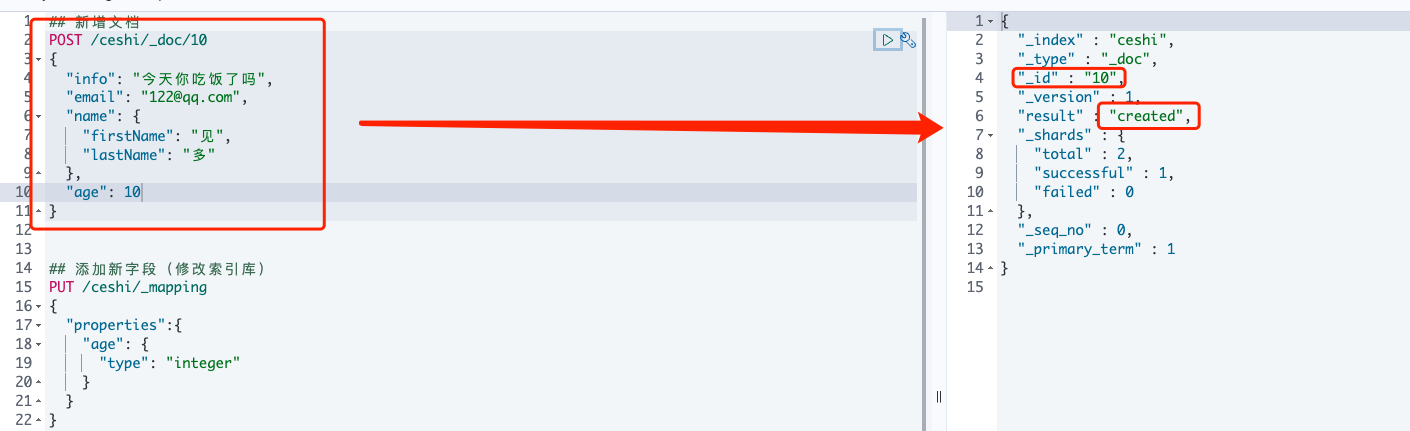 1 ## 新增文档
2 POST /ceshi/_doc/10
3 {
4 "info": "今天你吃饭了吗",
5 "email": "122@qq.com",
6 "name": {
7 "firstName": "见",
8 "lastName": "多"
9 },
10 "age": 10
11 }
12
13
14 ## 添加新字段（修改索引库）
15 PUT /ceshi/_mapping
16 {
17 "properties":{
18 "age": {
19 "type": "integer"
20 }
21 }
22 }
1 {
2 "_index" : "ceshi",
3 "_type" : "_doc",
4 "_id" : "10",
5 "_version" : 1,
6 "result" : "created",
7 "_shards" : {
8 "total" : 2,
9 "successful" : 1,
10 "failed" : 0
11 },
12 "_seq_no" : 0,
13 "_primary_term" : 1
14 }
15